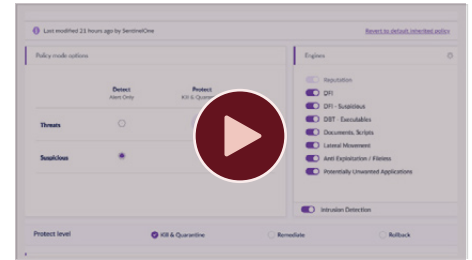 Last modified 21 hours ago by SentinelOne
Revert to default inherited policy
Policy mode options
Engines
Detect
Alert Only
Protect
Kill & Quarantine
Threats
Suspicious
Reputation
DFI
DFI - Suspicious
DBT - Executables
Documents, Scripts
Lateral Movement
Anti Exploitation / Fileless
Potentially Unwanted Applications
Intrusion Detection
Protect level
Kill & Quarantine
Remediate
Rollback